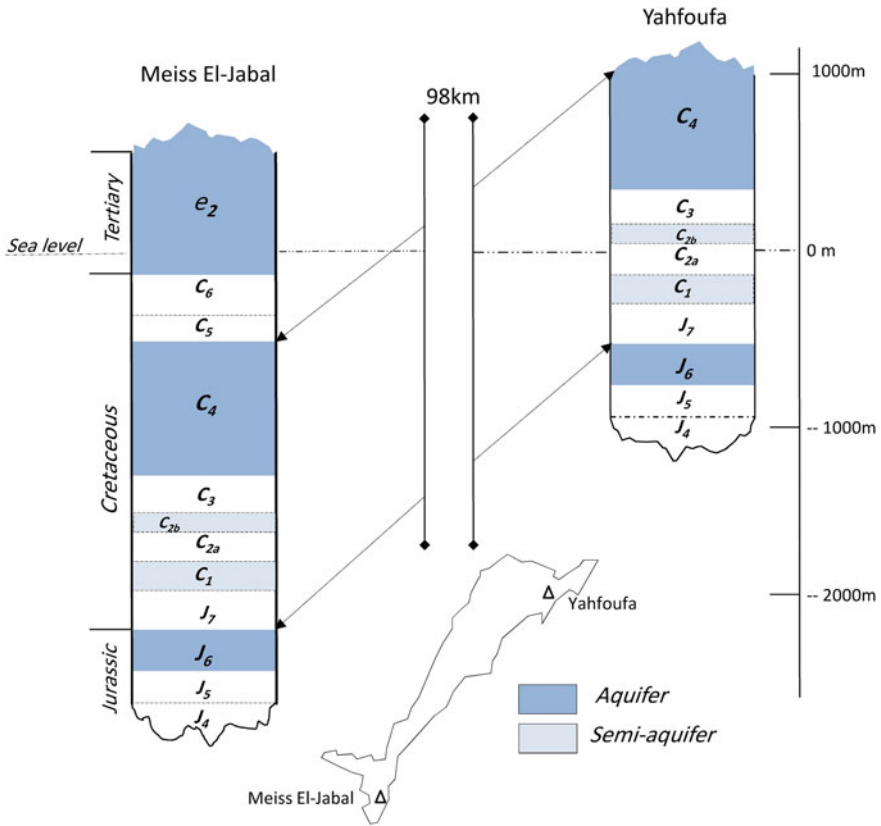 Yahfoufa
Meiss El-Jabal
98km
1000m
0 m
-- 1000m
-- 2000m
Tertiary
Sea level
Cretaceous
Jurassic
e2
C6
C5
C4
C3
C2b
C2a
C1
J7
J6
J5
J4
C4
C3
C2b
C2a
C1
J7
J6
J5
J4
Yahfoufa
Meiss El-Jabal
Aquifer
Semi-aquifer